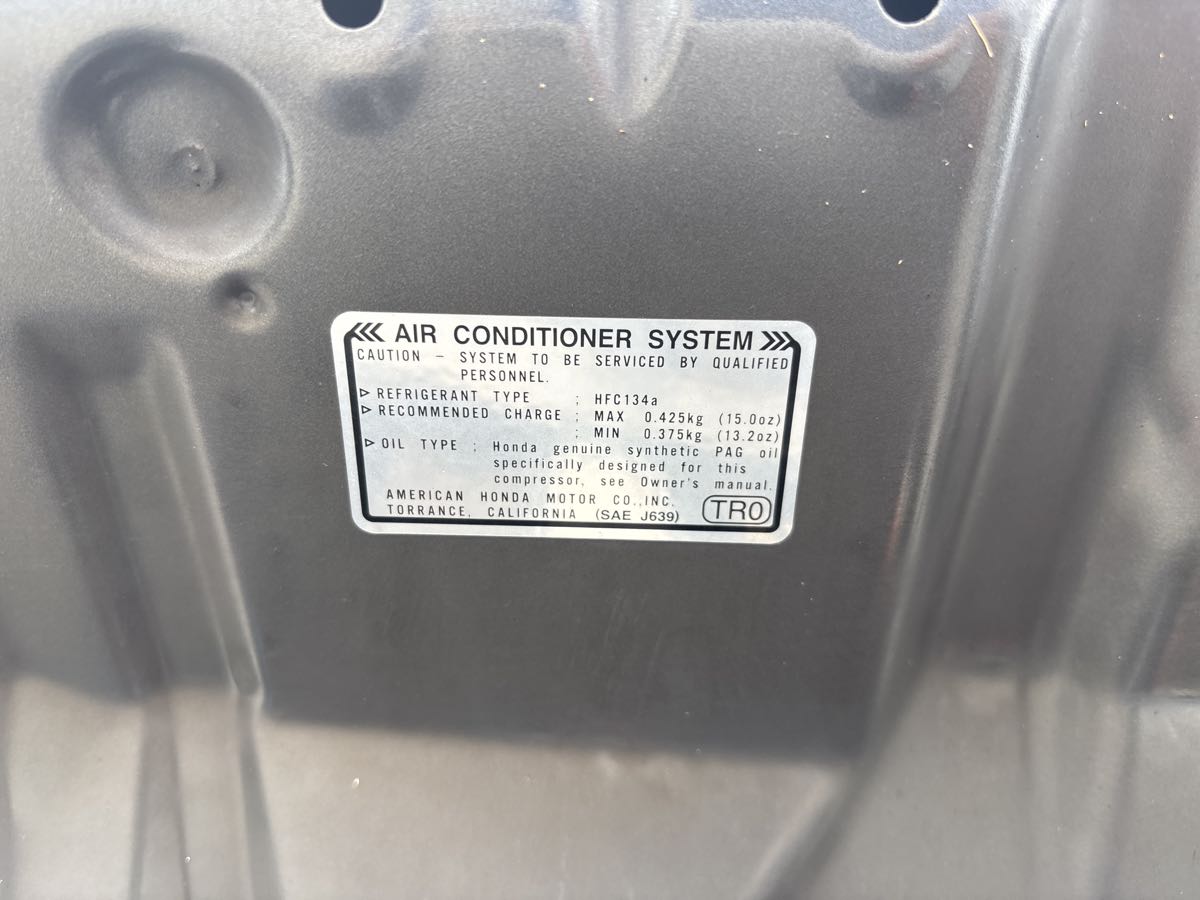 AIR CONDITIONER SYSTEM
CAUTION – SYSTEM TO BE SERVICED BY QUALIFIED
PERSONNEL.
▷ REFRIGERANT TYPE : HFC134a
▷ RECOMMENDED CHARGE : MAX 0.425kg (15.0oz)
: MIN 0.375kg (13.2oz)
▷ OIL TYPE : Honda genuine synthetic PAG oil
specifically designed for this
compressor, see Owner's manual.
AMERICAN HONDA MOTOR CO.,INC.
TORRANCE, CALIFORNIA (SAE J639) TR0